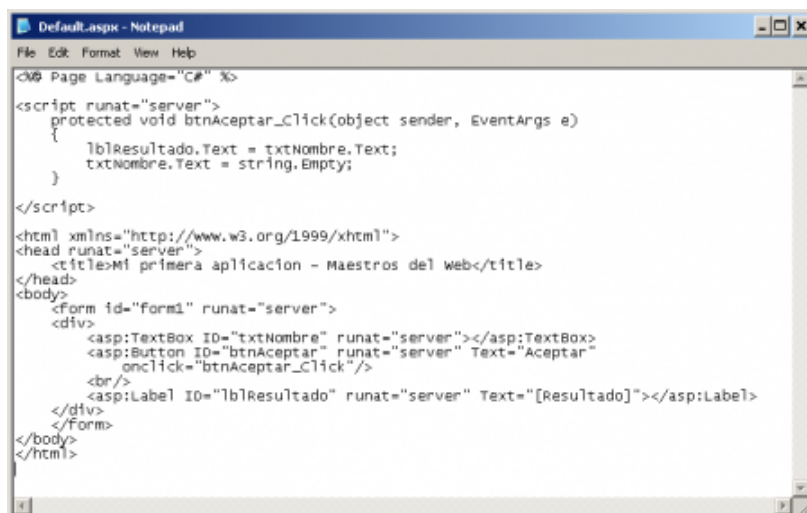 Default.aspx - Notepad
File Edit Format View Help
<%@ Page Language="C#" %>
<script runat="server">
protected void btnAceptar_Click(object sender, EventArgs e)
{
lblResultado.Text = txtNombre.Text;
txtNombre.Text = string.Empty;
}
</script>
<html xmlns="http://www.w3.org/1999/xhtml">
<head runat="server">
<title>Mi primera aplicacion - Maestros del Web</title>
</head>
<body>
<form id="form1" runat="server">
<div>
<asp:TextBox ID="txtNombre" runat="server"></asp:TextBox>
<asp:Button ID="btnAceptar" runat="server" Text="Aceptar"
onclick="btnAceptar_Click"/>
<br/>
<asp:Label ID="lblResultado" runat="server" Text="[Resultado]"></asp:Label>
</div>
</form>
</body>
</html>